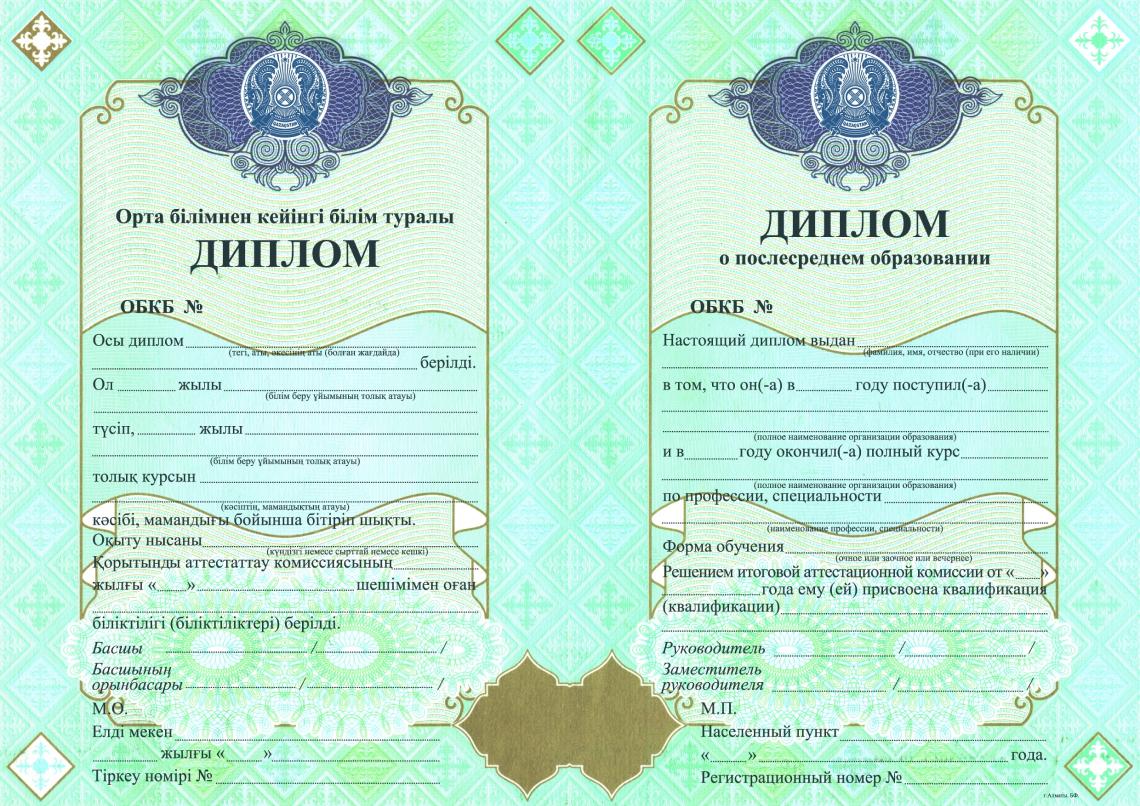 ҚАЗАҚСТАН
Орта білімнен кейінгі білім туралы
ДИПЛОМ
ОБКБ №
Осы диплом
(тегі, аты, әкесінің аты (болған жағдайда)
берілді.
Ол жылы
(білім беру ұйымының толық атауы)
түсіп, жылы
(білім беру ұйымының толық атауы)
толық курсын
(кәсіптің, мамандықтың атауы)
кәсібі, мамандығы бойынша бітіріп шықты.
Оқыту нысаны
(күндізгі немесе сырттай немесе кешкі)
Қорытынды аттестаттау комиссиясының
жылғы « » шешімімен оған
біліктілігі (біліктіліктері) берілді.
Басшы / /
Басшының
орынбасары / /
М.О.
Елді мекен
жылғы « »
Тіркеу нөмірі №
ҚАЗАҚСТАН
ДИПЛОМ
о послесреднем образовании
ОБКБ №
Настоящий диплом выдан
(фамилия, имя, отчество (при его наличии)
в том, что он(-а) в году поступил(-а)
(полное наименование организации образования)
и в году окончил(-а) полный курс
(полное наименование организации образования)
по профессии, специальности
(наименование профессии, специальности)
Форма обучения
(очное или заочное или вечернее)
Решением итоговой аттестационной комиссии от « »
года ему (ей) присвоена квалификация
(квалификации)
Руководитель / /
Заместитель
руководителя / /
М.П.
Населенный пункт
« » года.
Регистрационный номер №
г.Алматы. БФ.